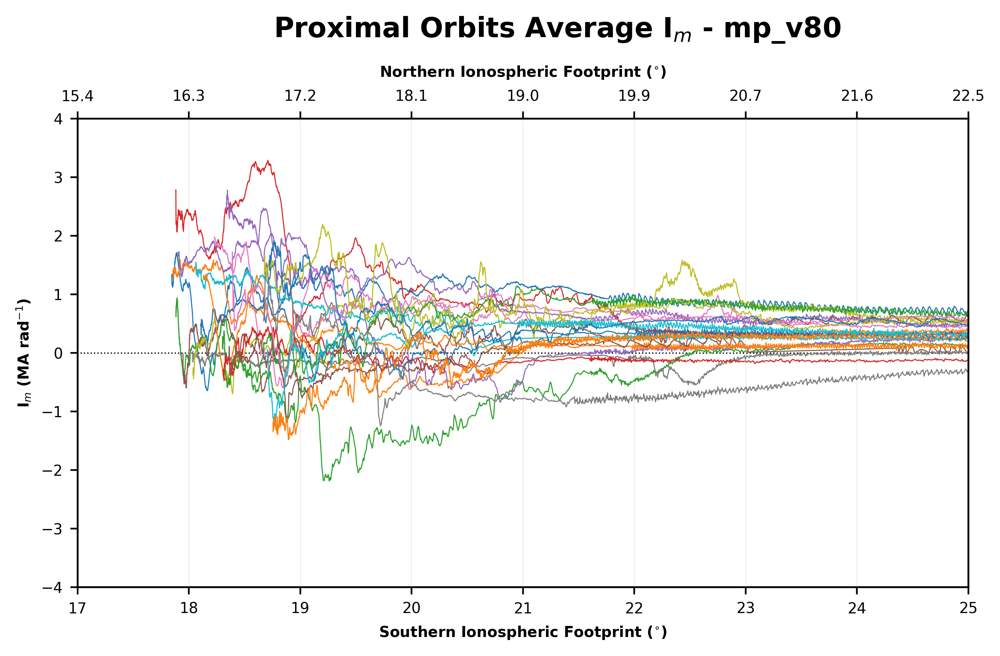 Proximal Orbits Average Iₘ - mp_v80
Northern Ionospheric Footprint (°)
15.4 16.3 17.2 18.1 19.0 19.9 20.7 21.6 22.5
4
3
2
1
0
−1
−2
−3
−4
Iₘ (MA rad⁻¹)
17 18 19 20 21 22 23 24 25
Southern Ionospheric Footprint (°)